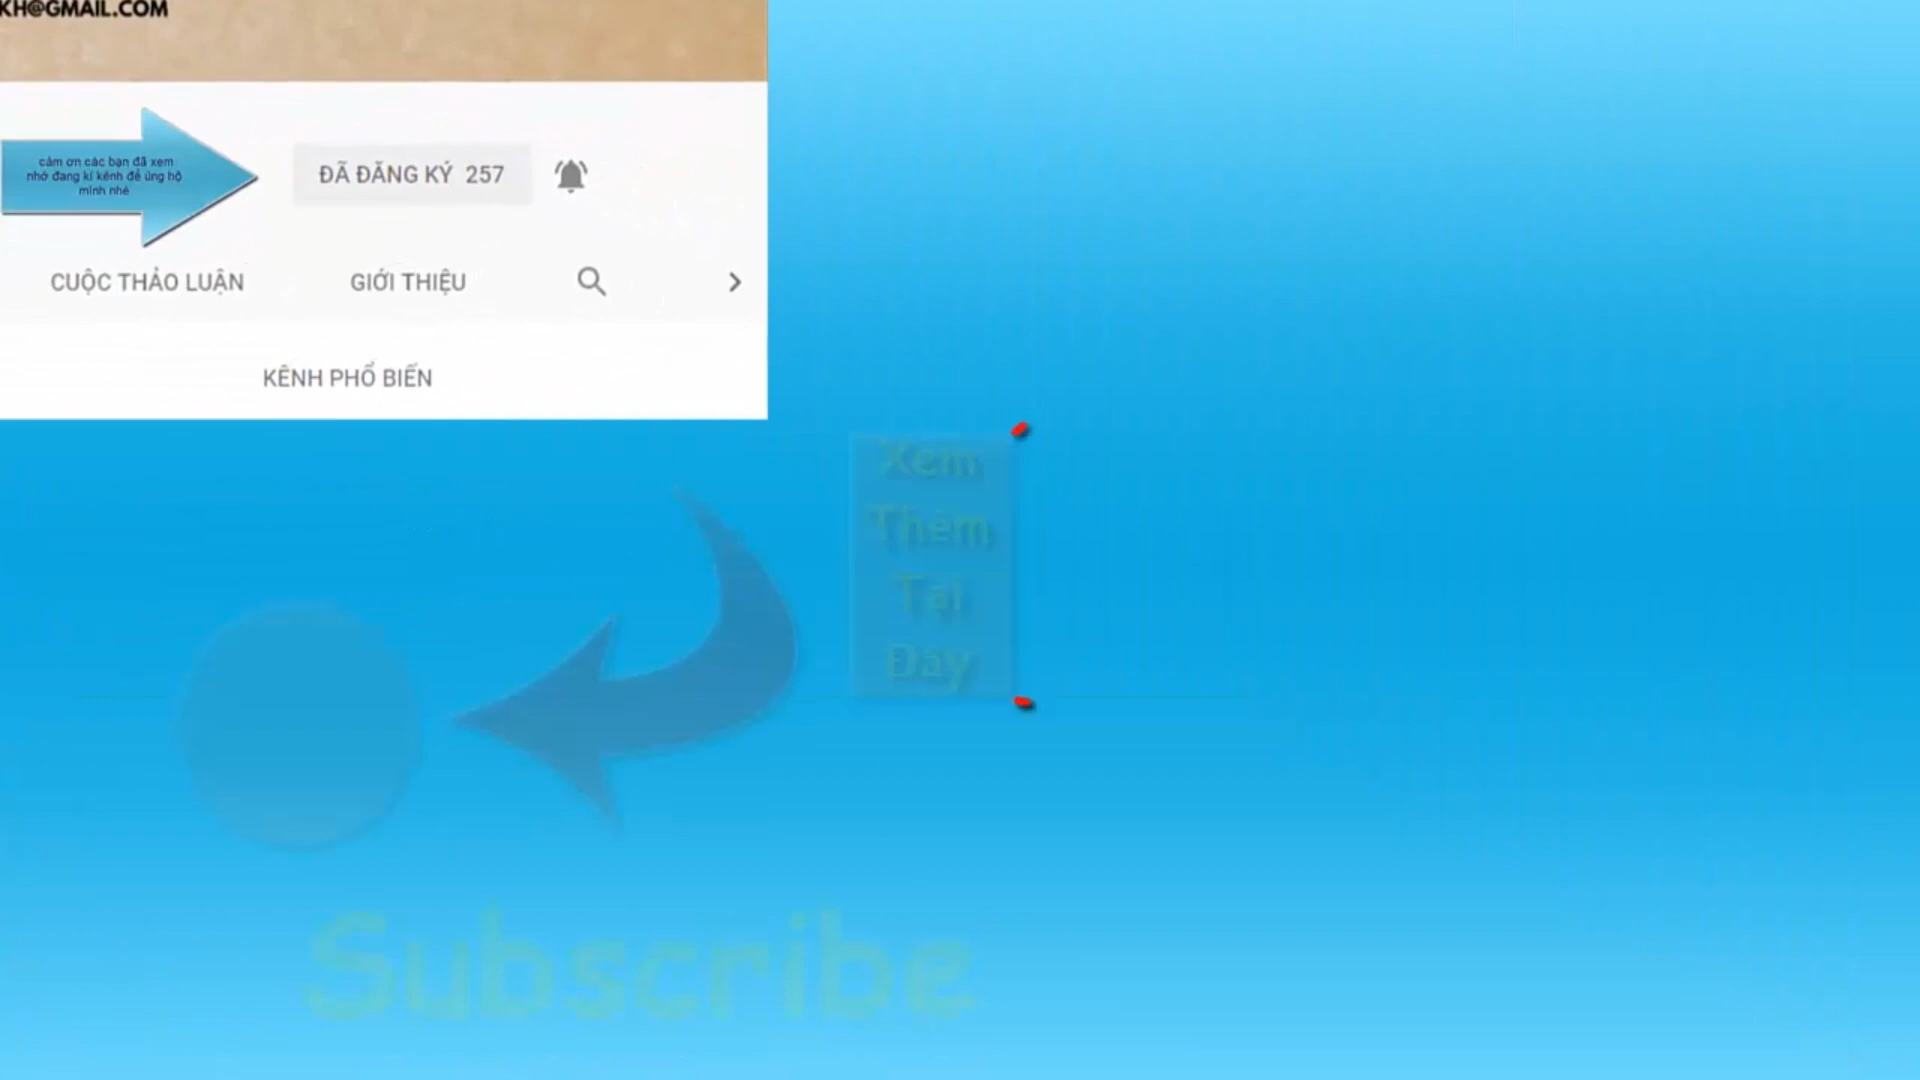 KH@GMAIL.COM
cảm ơn các bạn đã xem
nhớ đang kí kênh để ủng hộ
mình nhé
ĐÃ ĐĂNG KÝ 257
CUỘC THẢO LUẬN
GIỚI THIỆU
KÊNH PHỔ BIẾN
Xem
Thêm
Tại
Đây
Subscribe